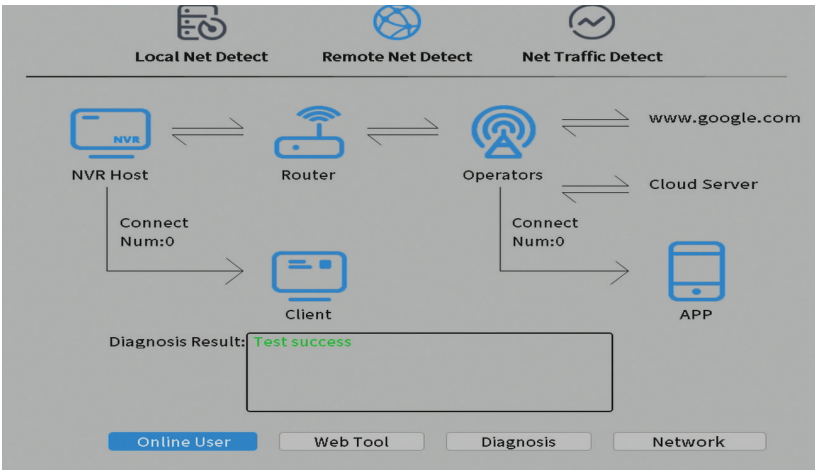 Local Net Detect
Remote Net Detect
Net Traffic Detect
www.google.com
NVR
NVR Host
Router
Operators
Cloud Server
Connect
Num:0
Connect
Num:0
Client
APP
Diagnosis Result: Test success
Online User
Web Tool
Diagnosis
Network